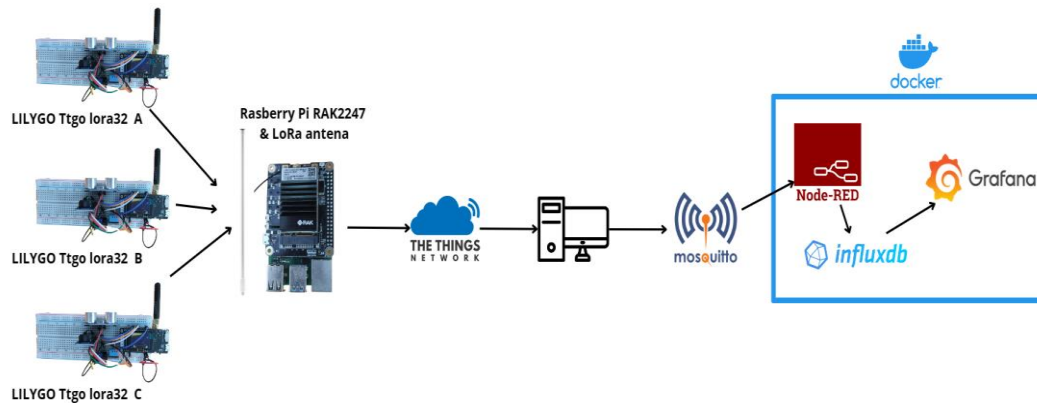 LILYGO Ttgo lora32 A
LILYGO Ttgo lora32 B
LILYGO Ttgo lora32 C
Rasberry Pi RAK2247
& LoRa antena
RAK
THE THINGS
NETWORK
mosquitto
docker
Node-RED
influxdb
Grafana